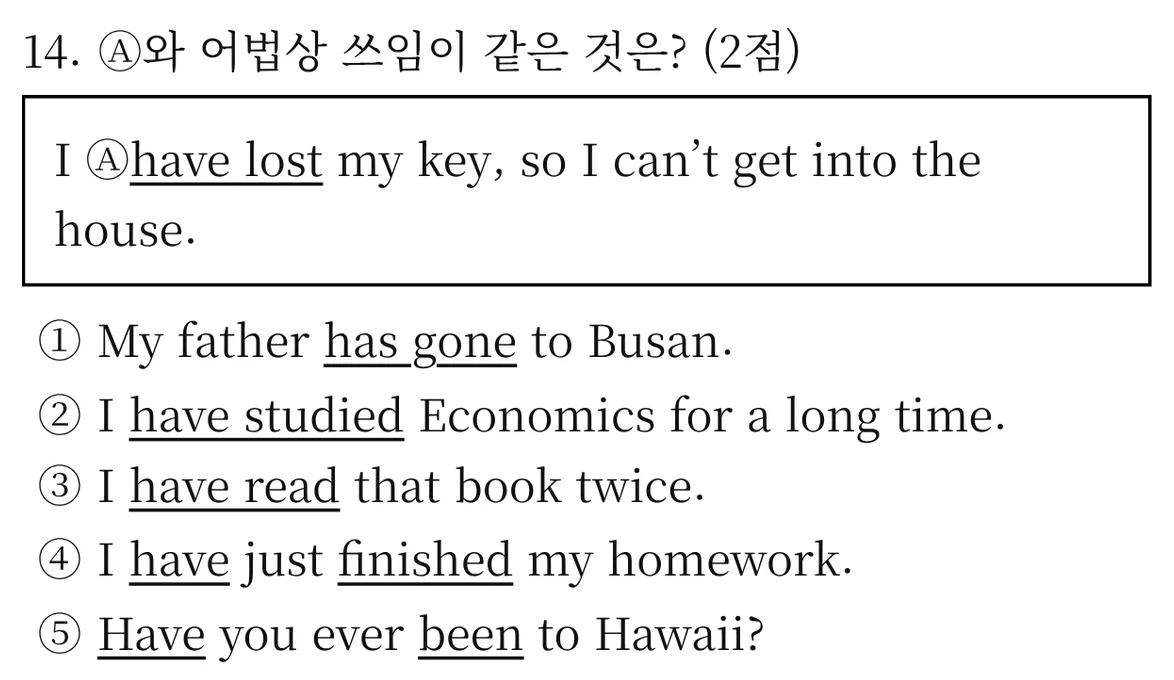 14. Ⓐ와 어법상 쓰임이 같은 것은? (2점)
I Ⓐhave lost my key, so I can’t get into the
house.
① My father has gone to Busan.
② I have studied Economics for a long time.
③ I have read that book twice.
④ I have just finished my homework.
⑤ Have you ever been to Hawaii?